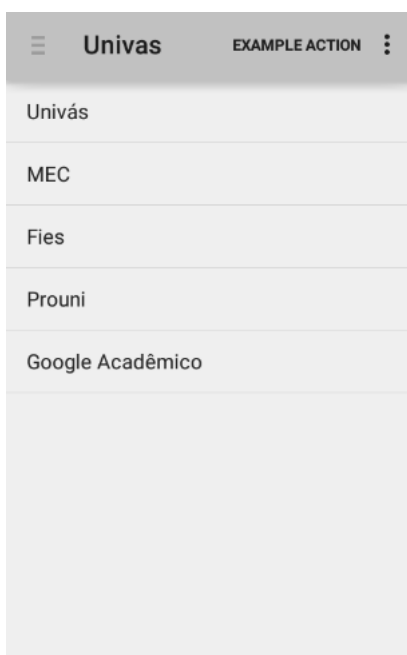 Univas EXAMPLE ACTION
Univás
MEC
Fies
Prouni
Google Acadêmico